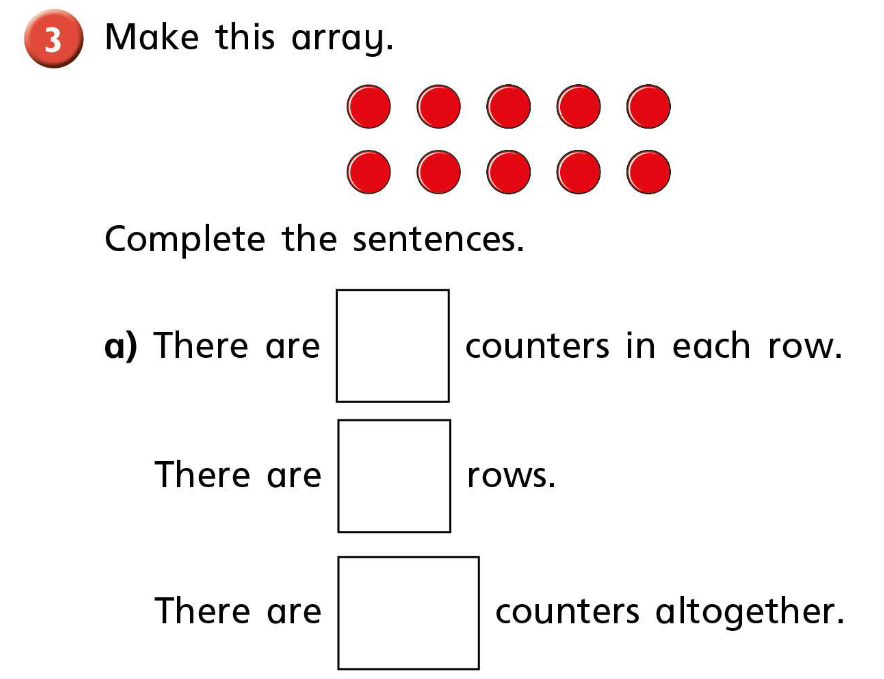 3 Make this array.
Complete the sentences.
a) There are counters in each row.
There are rows.
There are counters altogether.